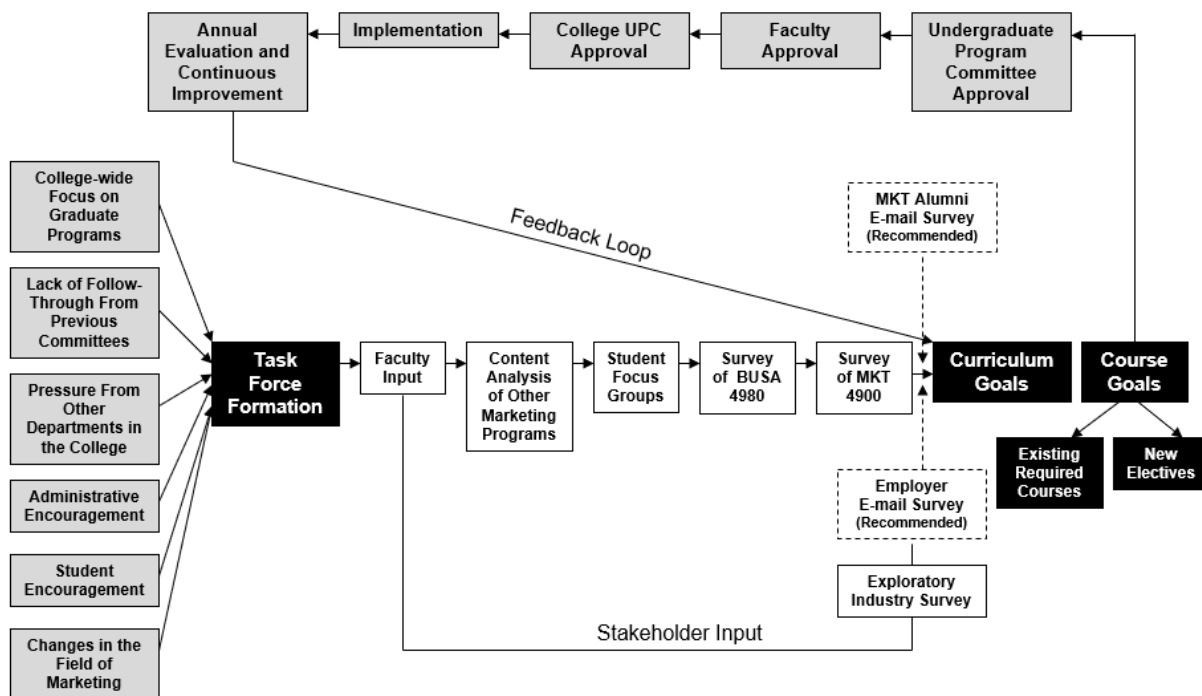 Annual
Evaluation and
Continuous
Improvement
Implementation
College UPC
Approval
Faculty
Approval
Undergraduate
Program
Committee
Approval
College-wide
Focus on
Graduate
Programs
Lack of Follow-
Through From
Previous
Committees
Pressure From
Other
Departments in
the College
Administrative
Encouragement
Student
Encouragement
Changes in the
Field of
Marketing
Feedback Loop
MKT Alumni
E-mail Survey
(Recommended)
Task
Force
Formation
Faculty
Input
Content
Analysis
of Other
Marketing
Programs
Student
Focus
Groups
Survey
of BUSA
4980
Survey
of MKT
4900
Curriculum
Goals
Course
Goals
Existing
Required
Courses
New
Electives
Employer
E-mail Survey
(Recommended)
Exploratory
Industry Survey
Stakeholder Input